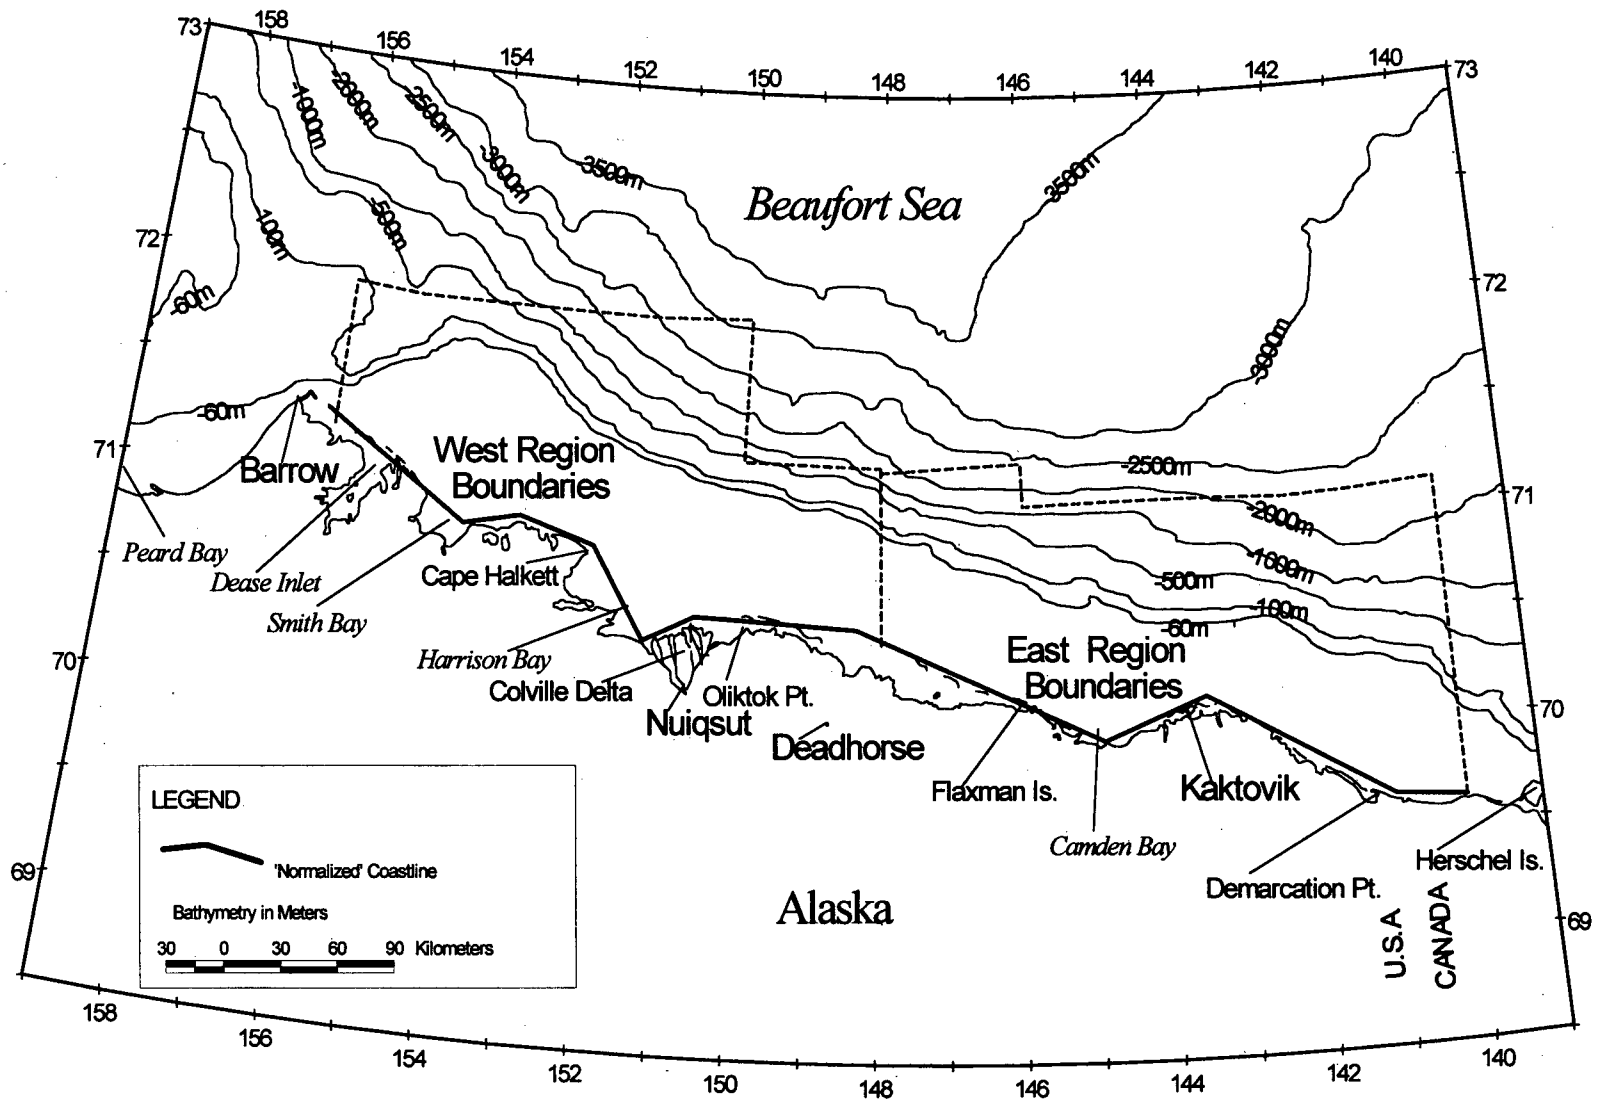 73
158
156
154
152
150
148
146
144
142
140
73
-1000m
-2000m
-2500m
-3000m
-3500m
3500m
Beaufort Sea
-500m
-100m
72
72
-60m
-3000m
-60m
71
Barrow
West Region
Boundaries
-2500m
71
-2000m
Peard Bay
Dease Inlet
Cape Halkett
-1000m
-500m
-100m
Smith Bay
-60m
70
Harrison Bay
East Region
Boundaries
Colville Delta
Oliktok Pt.
70
Nuiqsut
Deadhorse
Flaxman Is.
Kaktovik
LEGEND
Camden Bay
Herschel Is.
69
'Normalized' Coastline
Demarcation Pt.
Alaska
69
Bathymetry in Meters
U.S.A
CANADA
30 0 30 60 90 Kilometers
158
156
154
152
150
148
146
144
142
140